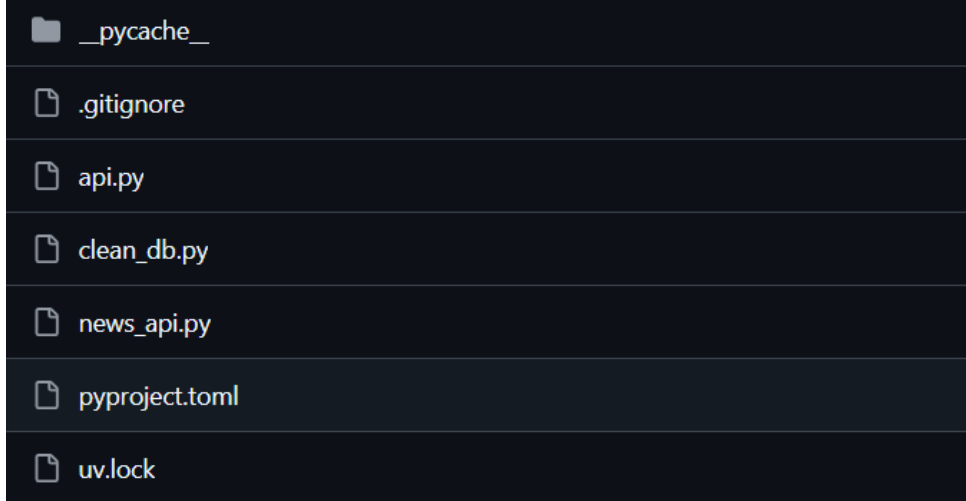 __pycache__
.gitignore
api.py
clean_db.py
news_api.py
pyproject.toml
uv.lock